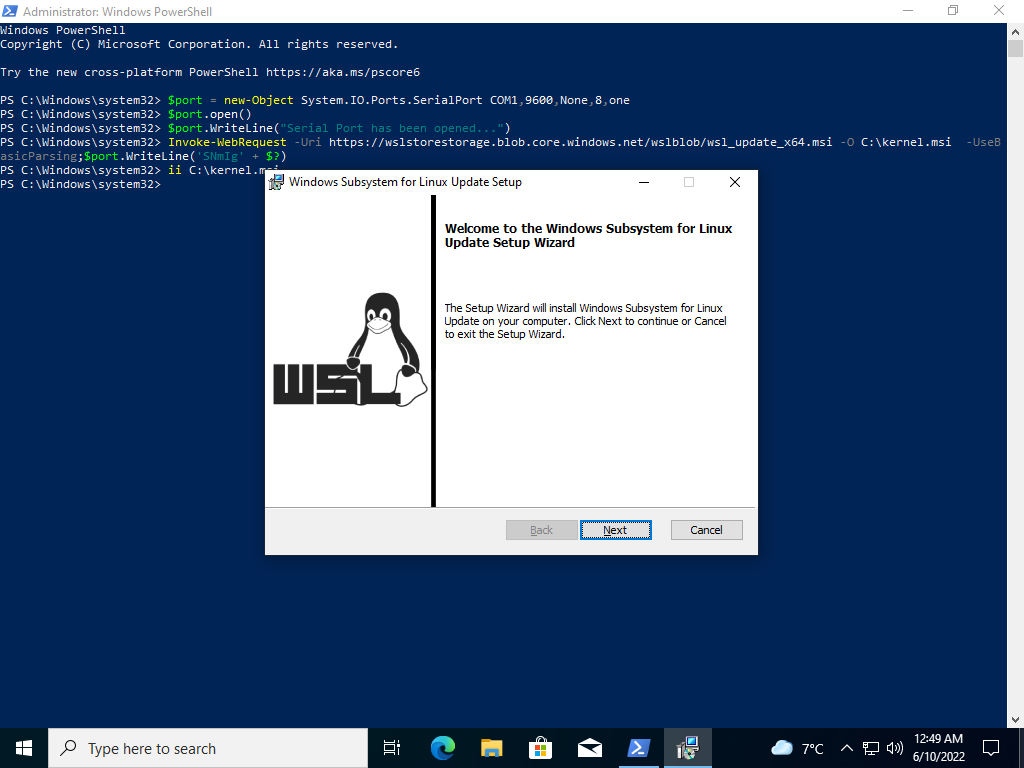 Administrator: Windows PowerShell
Windows PowerShell
Copyright (C) Microsoft Corporation. All rights reserved.
Try the new cross-platform PowerShell https://aka.ms/pscore6
PS C:\Windows\system32> $port = new-Object System.IO.Ports.SerialPort COM1,9600,None,8,one
PS C:\Windows\system32> $port.open()
PS C:\Windows\system32> $port.WriteLine("Serial Port has been opened...")
PS C:\Windows\system32> Invoke-WebRequest -Uri https://wslstorestorage.blob.core.windows.net/wslblob/wsl_update_x64.msi -O C:\kernel.msi  -UseB
asicParsing;$port.WriteLine('SNmIg' + $?)
PS C:\Windows\system32> ii C:\kernel.msi
PS C:\Windows\system32>
Windows Subsystem for Linux Update Setup
Welcome to the Windows Subsystem for Linux
Update Setup Wizard
The Setup Wizard will install Windows Subsystem for Linux
Update on your computer. Click Next to continue or Cancel
to exit the Setup Wizard.
WSL
Back
Next
Cancel
Type here to search
7°C
12:49 AM
6/10/2022